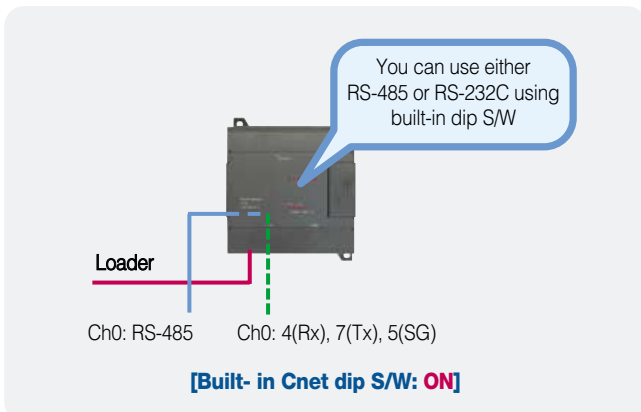 You can use either
RS-485 or RS-232C using
built-in dip S/W
Loader
Ch0: RS-485
Ch0: 4(Rx), 7(Tx), 5(SG)
[Built- in Cnet dip S/W: ON]